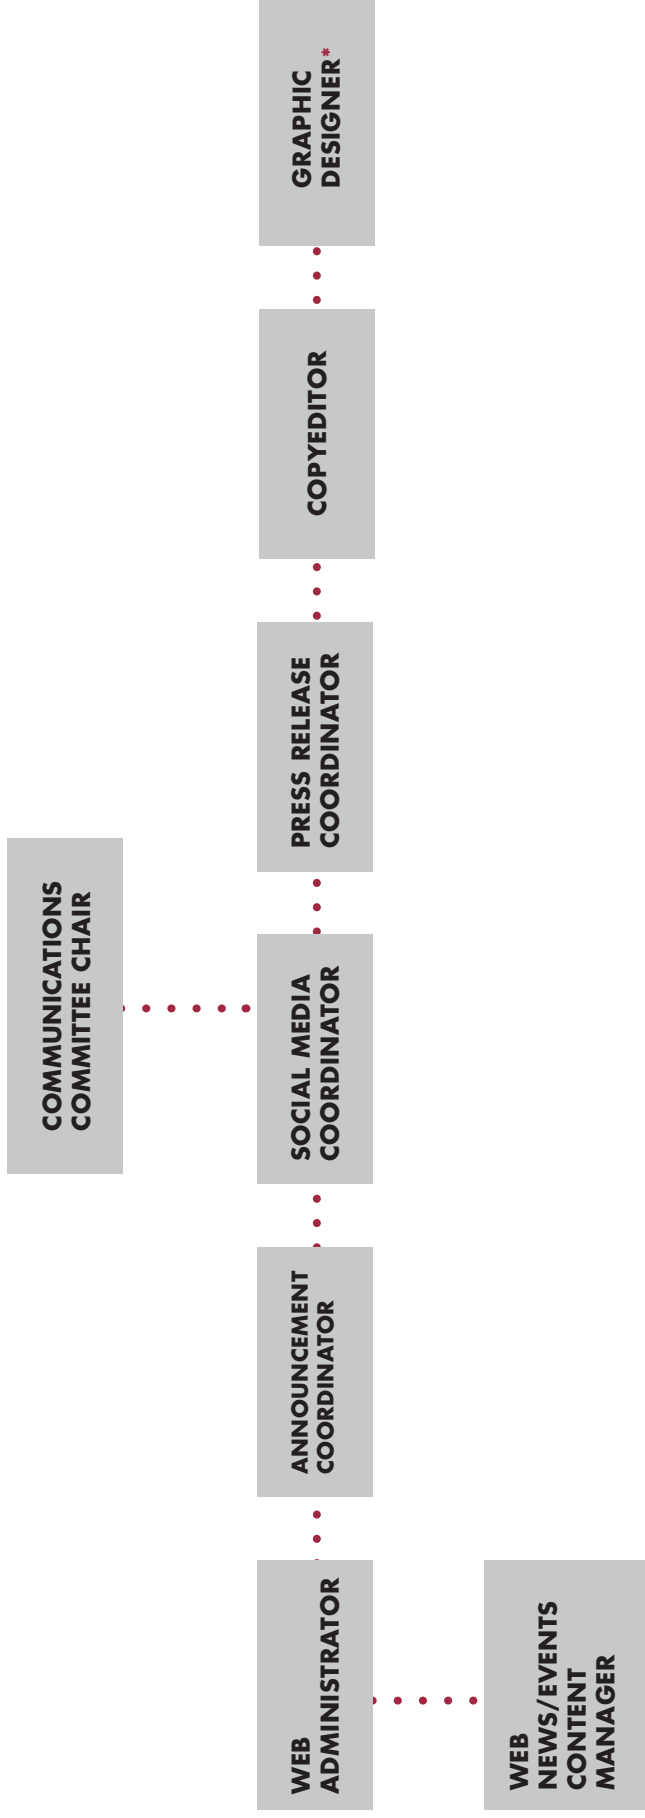 COMMUNICATIONS
COMMITTEE CHAIR
WEB
ADMINISTRATOR
ANNOUNCEMENT
COORDINATOR
SOCIAL MEDIA
COORDINATOR
PRESS RELEASE
COORDINATOR
COPYEDITOR
GRAPHIC
DESIGNER*
WEB
NEWS/EVENTS
CONTENT
MANAGER